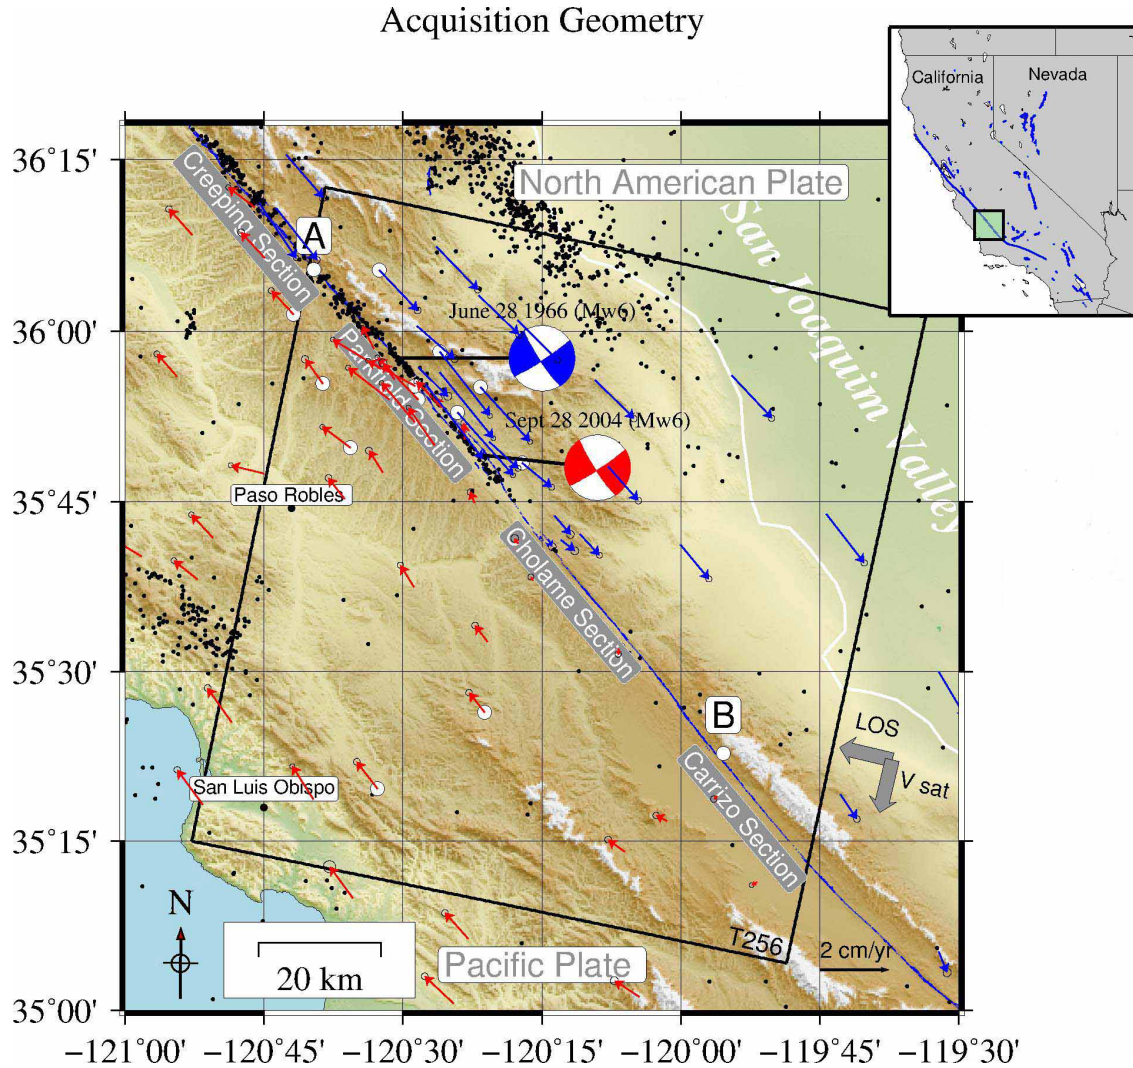 Acquisition Geometry
California
Nevada
36°15'
36°00'
35°45'
35°30'
35°15'
35°00'
North American Plate
San Joaquim Valley
Creeping Section
A
June 28 1966 (Mw6)
Parkfield Section
Sept 28 2004 (Mw6)
Paso Robles
Cholame Section
B
LOS
V sat
Carrizo Section
San Luis Obispo
N
20 km
Pacific Plate
T256
2 cm/yr
−121°00'
−120°45'
−120°30'
−120°15'
−120°00'
−119°45'
−119°30'